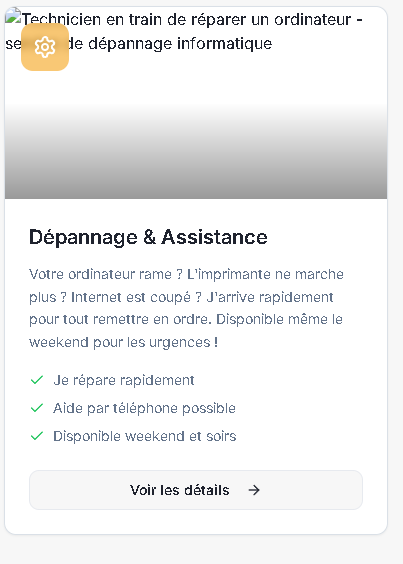 Technicien en train de réparer un ordinateur -
se de dépannage informatique
Dépannage & Assistance
Votre ordinateur rame ? L'imprimante ne marche
plus ? Internet est coupé ? J'arrive rapidement
pour tout remettre en ordre. Disponible même le
weekend pour les urgences !
Je répare rapidement
Aide par téléphone possible
Disponible weekend et soirs
Voir les détails